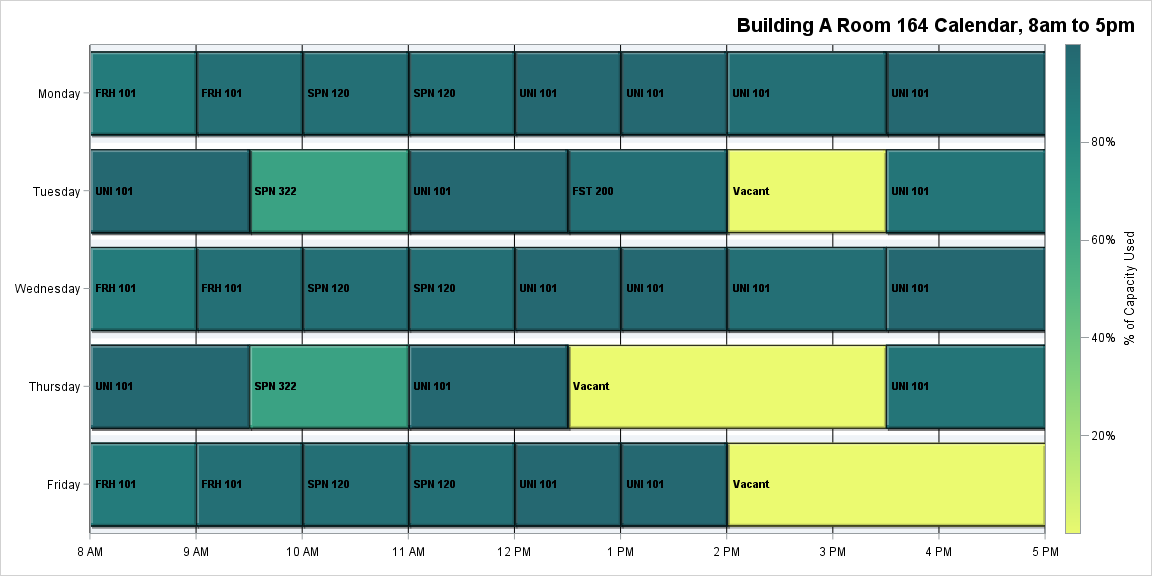 Building A Room 164 Calendar, 8am to 5pm
Monday
FRH 101 FRH 101 SPN 120 SPN 120 UNI 101 UNI 101 UNI 101 UNI 101
Tuesday
UNI 101 SPN 322 UNI 101 FST 200 Vacant UNI 101
Wednesday
FRH 101 FRH 101 SPN 120 SPN 120 UNI 101 UNI 101 UNI 101 UNI 101
Thursday
UNI 101 SPN 322 UNI 101 Vacant UNI 101
Friday
FRH 101 FRH 101 SPN 120 SPN 120 UNI 101 UNI 101 Vacant
8 AM 9 AM 10 AM 11 AM 12 PM 1 PM 2 PM 3 PM 4 PM 5 PM
80%
60%
40%
20%
% of Capacity Used